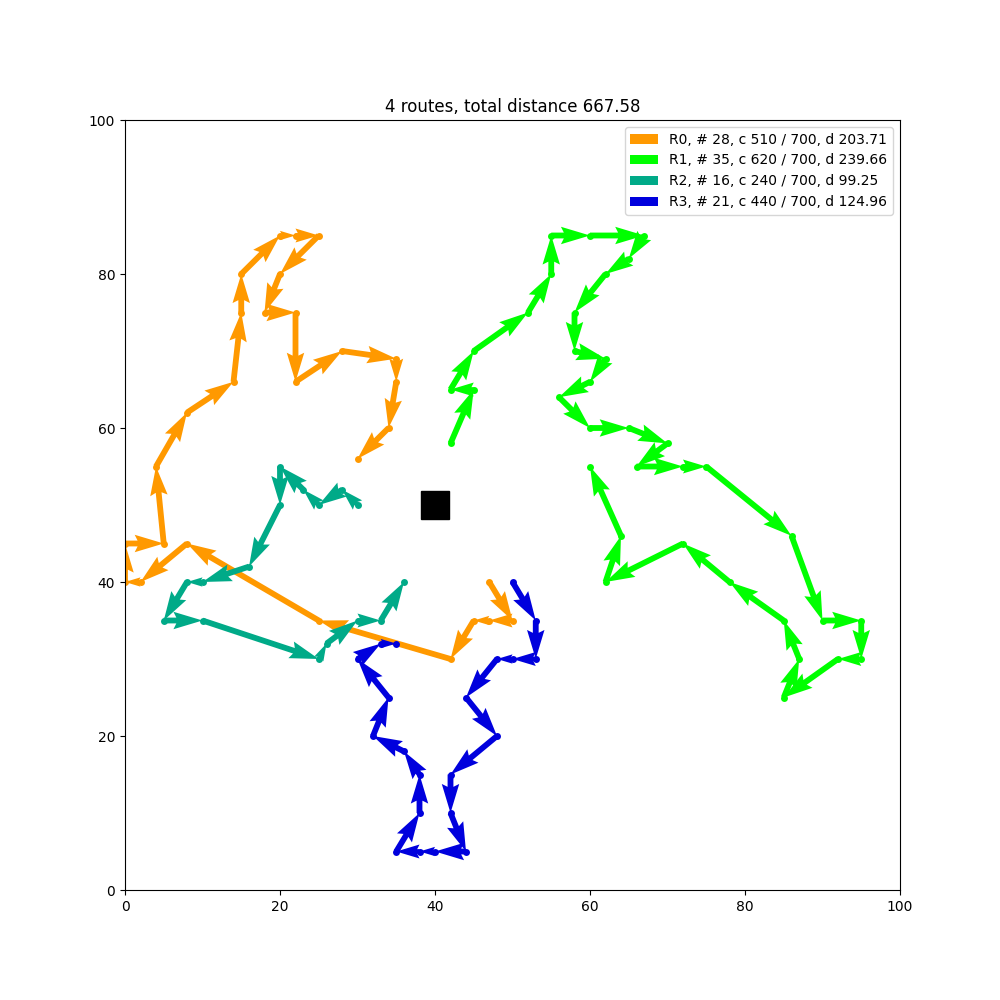 4 routes, total distance 667.58
R0, # 28, c 510 / 700, d 203.71
R1, # 35, c 620 / 700, d 239.66
R2, # 16, c 240 / 700, d 99.25
R3, # 21, c 440 / 700, d 124.96
100
80
60
40
20
0
0 20 40 60 80 100